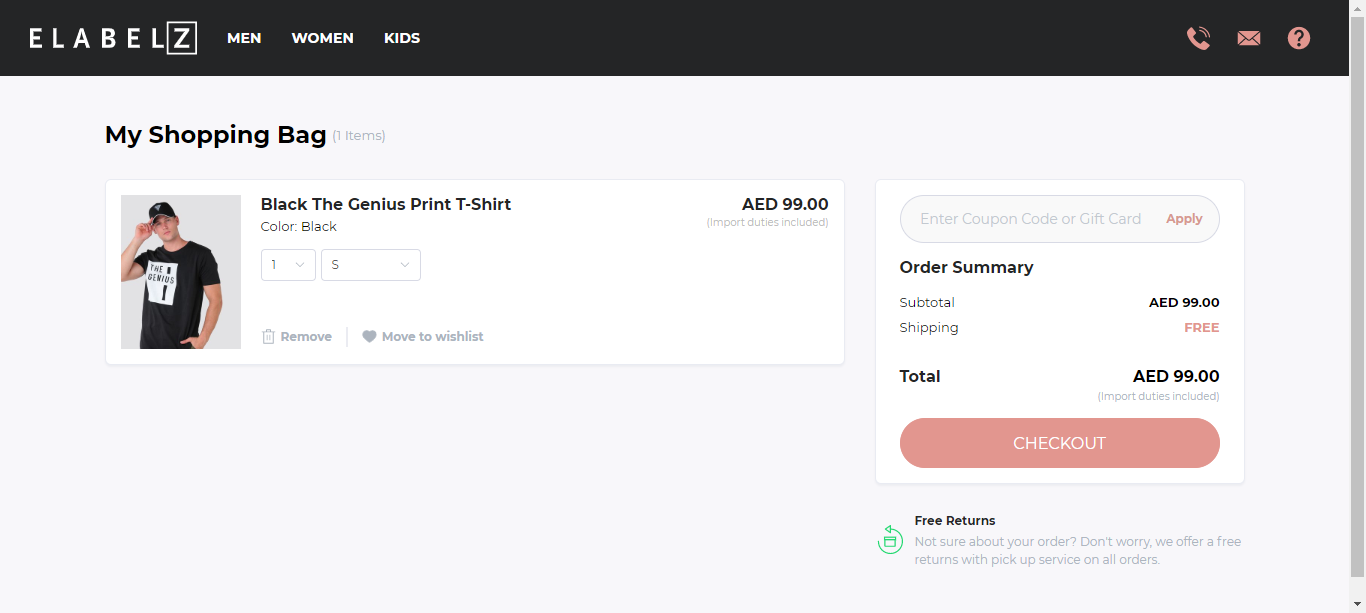 ELABELZ
MEN
WOMEN
KIDS
My Shopping Bag (1 Items)
Black The Genius Print T-Shirt
Color: Black
1
S
Remove
Move to wishlist
AED 99.00
(Import duties included)
THE
GENIUS
Enter Coupon Code or Gift Card
Apply
Order Summary
Subtotal AED 99.00
Shipping FREE
Total AED 99.00
(Import duties included)
CHECKOUT
Free Returns
Not sure about your order? Don't worry, we offer a free
returns with pick up service on all orders.